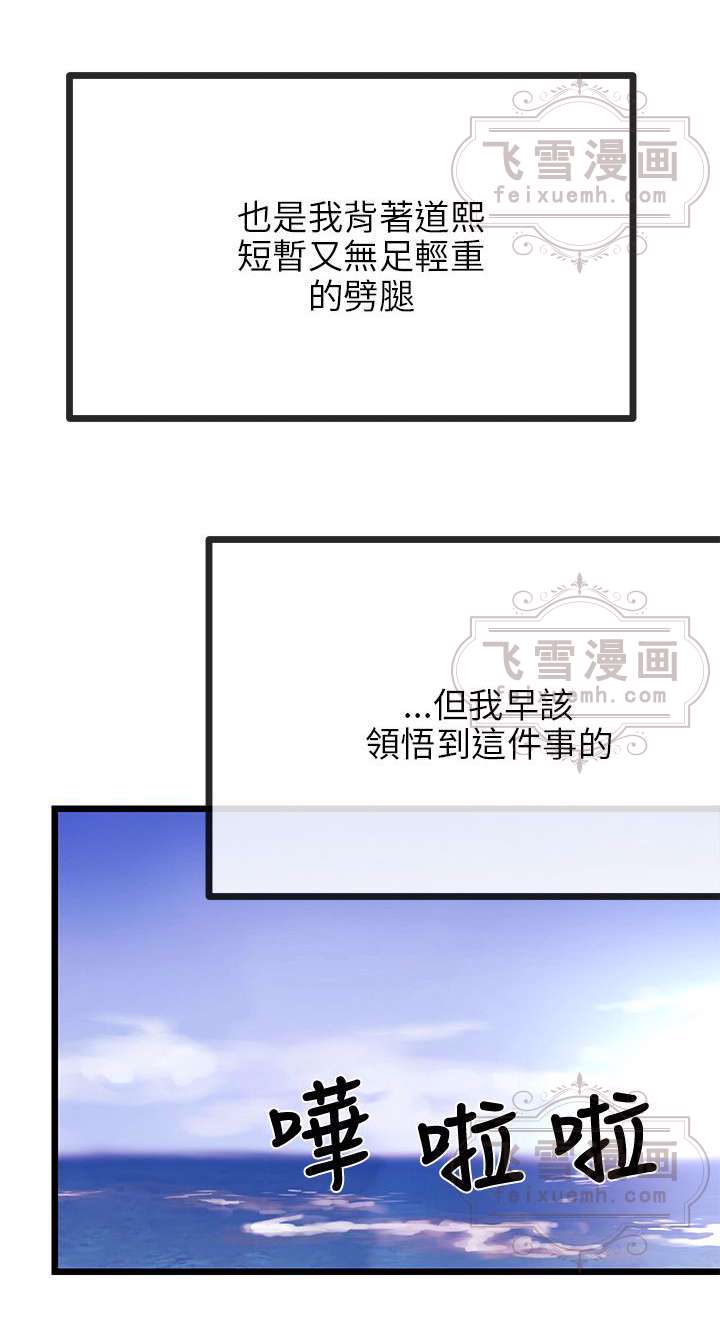 飞雪漫画
feixuemh.com
也是我背著道熙
短暫又無足輕重
的劈腿
飞雪漫画
feixuemh.com
...但我早該
領悟到這件事的
嘩啦啦
飞雪漫画
feixuemh.com